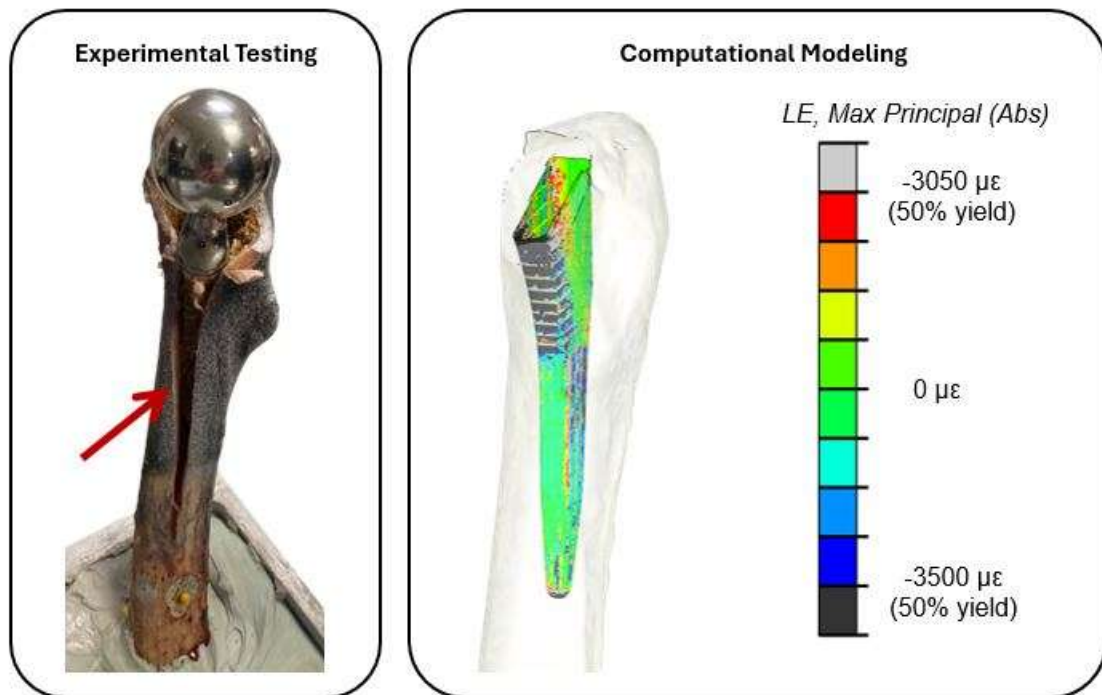 Experimental Testing
Computational Modeling
LE, Max Principal (Abs)
-3050 με
(50% yield)
0 με
-3500 με
(50% yield)